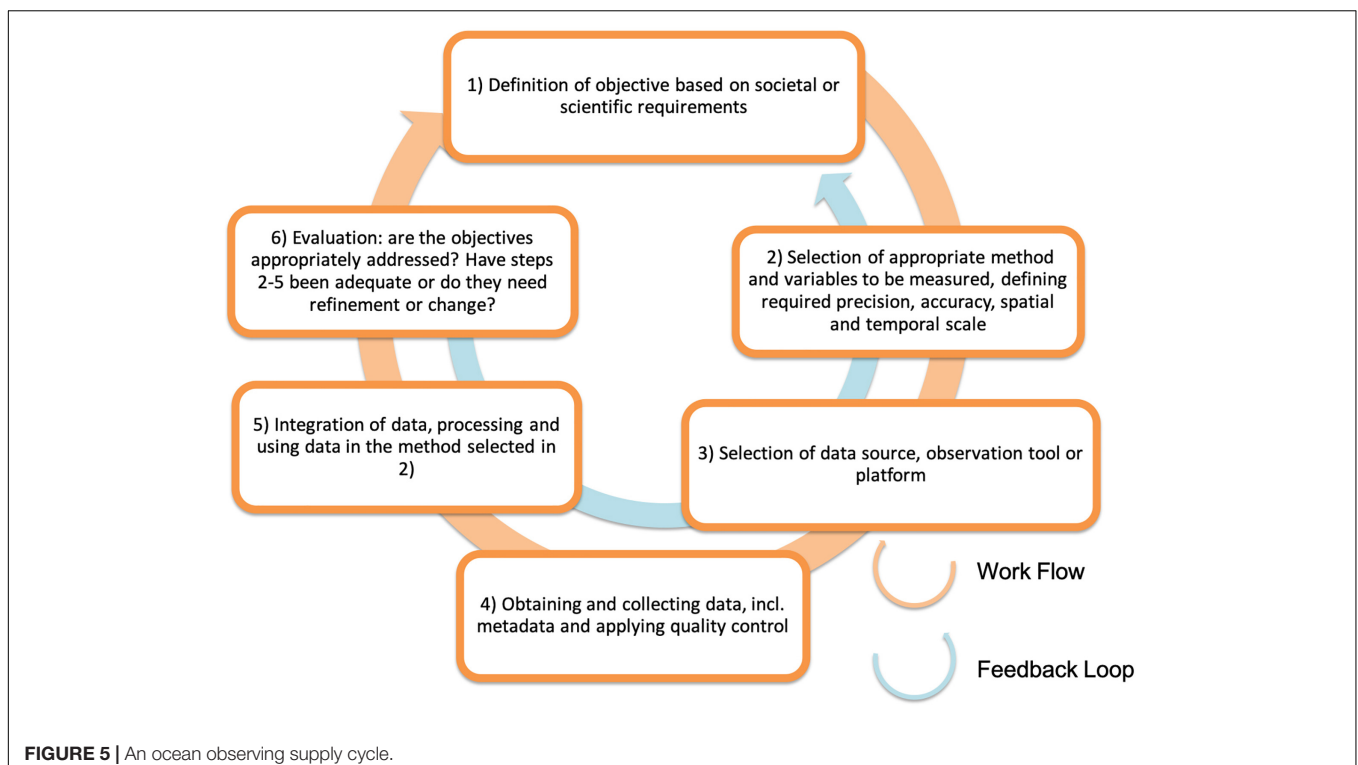 1) Definition of objective based on societal or
scientific requirements
6) Evaluation: are the objectives
appropriately addressed? Have steps
2-5 been adequate or do they need
refinement or change?
2) Selection of appropriate method
and variables to be measured, defining
required precision, accuracy, spatial
and temporal scale
5) Integration of data, processing and
using data in the method selected in
2)
3) Selection of data source, observation tool or
platform
4) Obtaining and collecting data, incl.
metadata and applying quality control
Work Flow
Feedback Loop
FIGURE 5 | An ocean observing supply cycle.